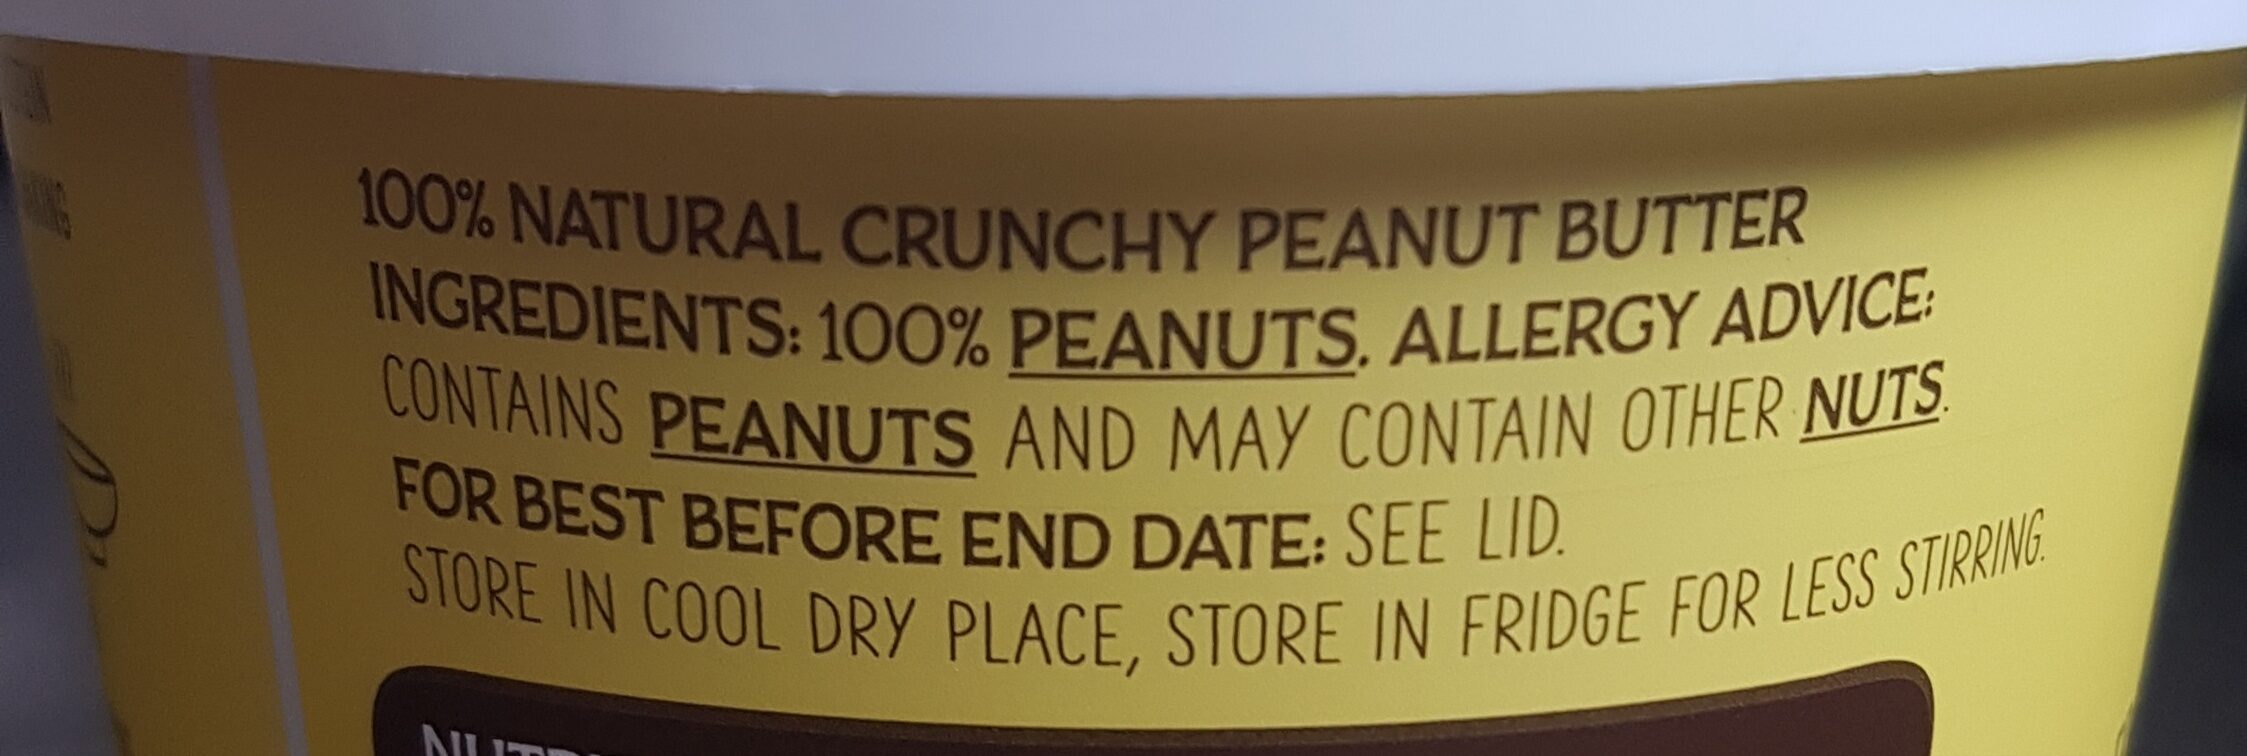 100% NATURAL CRUNCHY PEANUT BUTTER
INGREDIENTS: 100% PEANUTS. ALLERGY ADVICE:
CONTAINS PEANUTS AND MAY CONTAIN OTHER NUTS.
FOR BEST BEFORE END DATE: SEE LID.
STORE IN COOL DRY PLACE, STORE IN FRIDGE FOR LESS STIRRING.